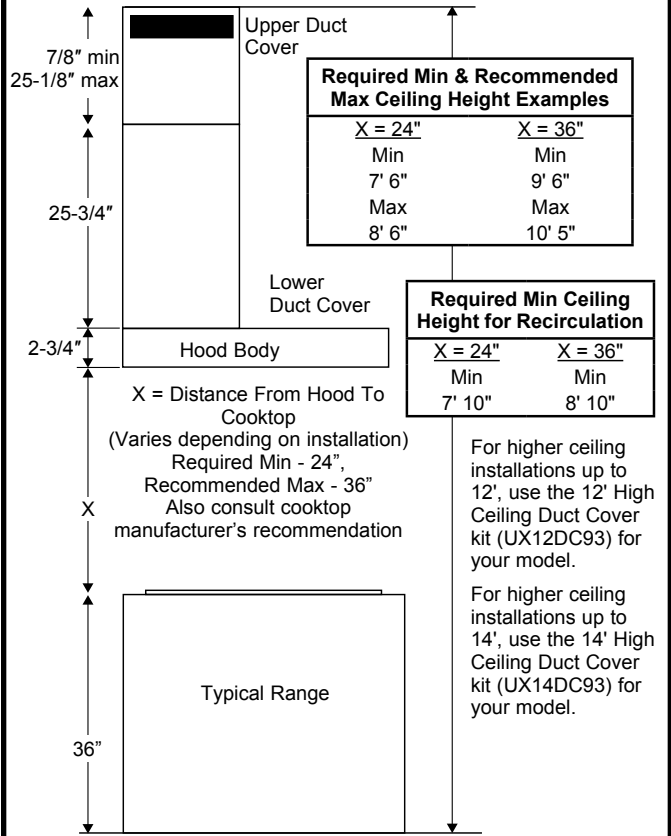 Upper Duct
Cover
7/8" min
25-1/8" max
25-3/4"
Lower
Duct Cover
2-3/4"
Hood Body
X = Distance From Hood To
Cooktop
(Varies depending on installation)
Required Min - 24”,
Recommended Max - 36”
Also consult cooktop
manufacturer’s recommendation
X
Typical Range
36”
Required Min & Recommended
Max Ceiling Height Examples
X = 24" X = 36"
Min Min
7' 6" 9' 6"
Max Max
8' 6" 10' 5"
Required Min Ceiling
Height for Recirculation
X = 24" X = 36"
Min Min
7' 10" 8' 10"
For higher ceiling
installations up to
12', use the 12' High
Ceiling Duct Cover
kit (UX12DC93) for
your model.
For higher ceiling
installations up to
14', use the 14' High
Ceiling Duct Cover
kit (UX14DC93) for
your model.